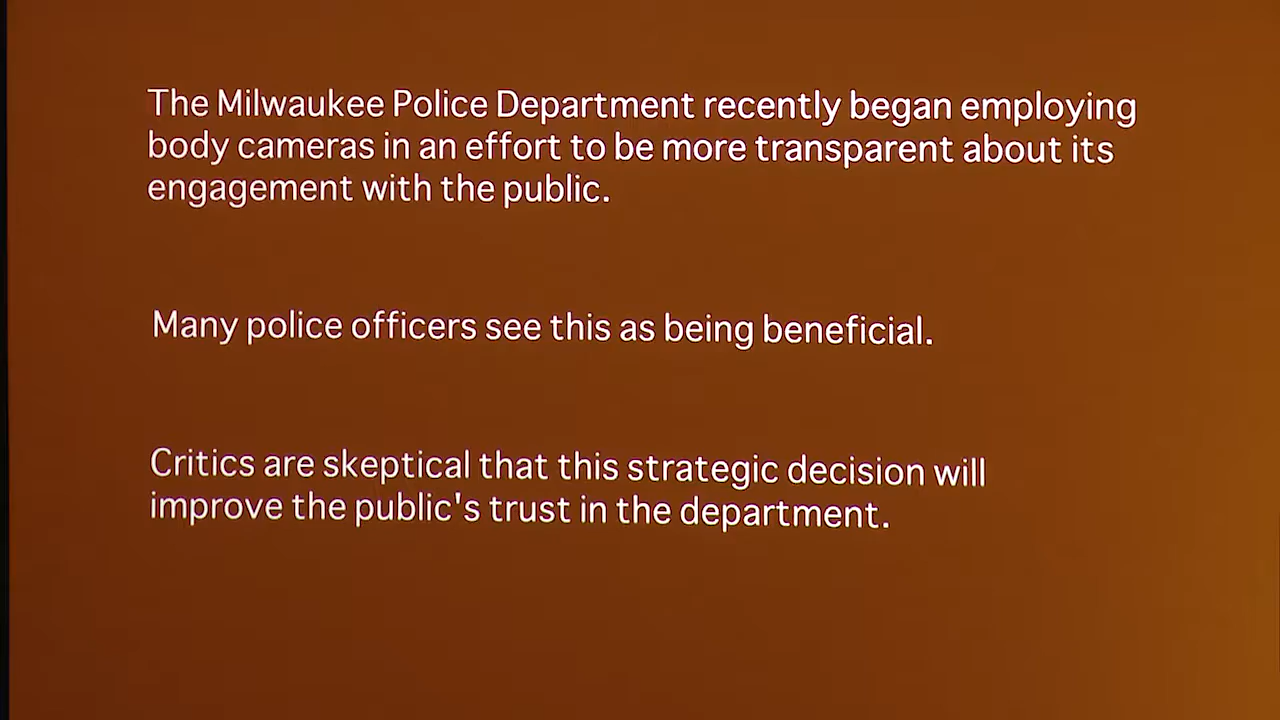 The Milwaukee Police Department recently began employing
body cameras in an effort to be more transparent about its
engagement with the public.
Many police officers see this as being beneficial.
Critics are skeptical that this strategic decision will
improve the public's trust in the department.